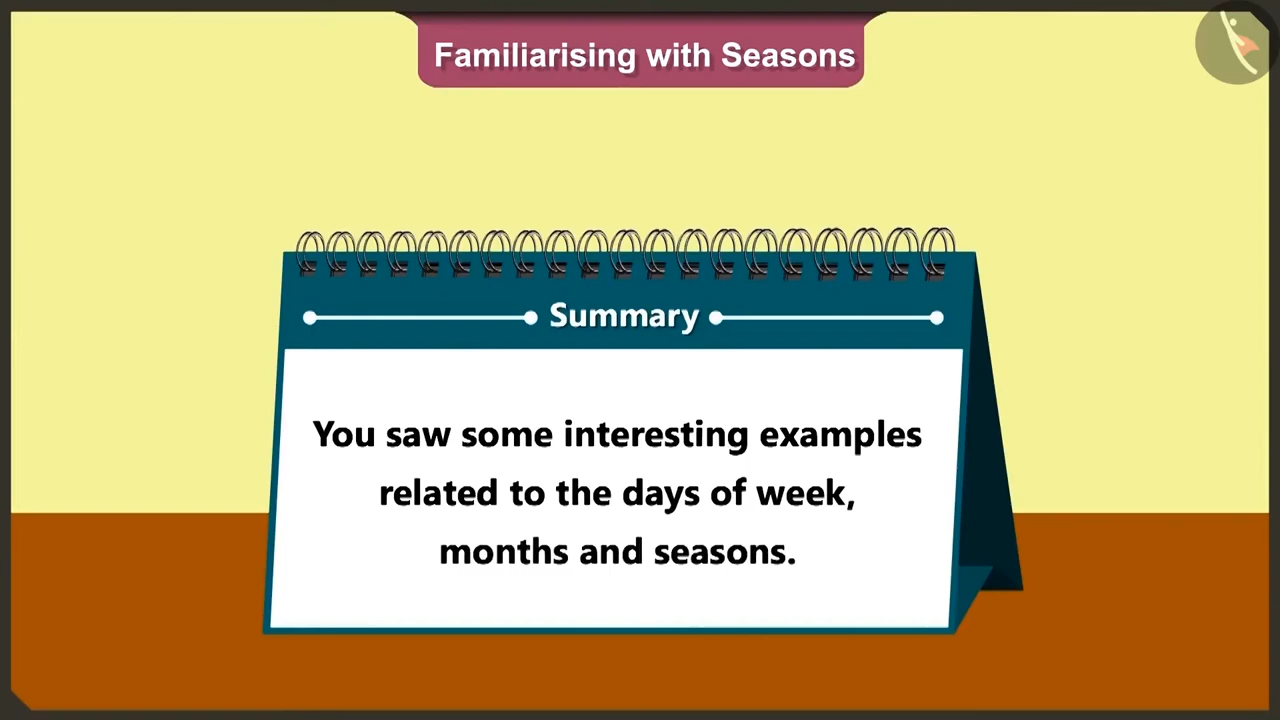 Familiarising with Seasons
Summary
You saw some interesting examples
related to the days of week,
months and seasons.